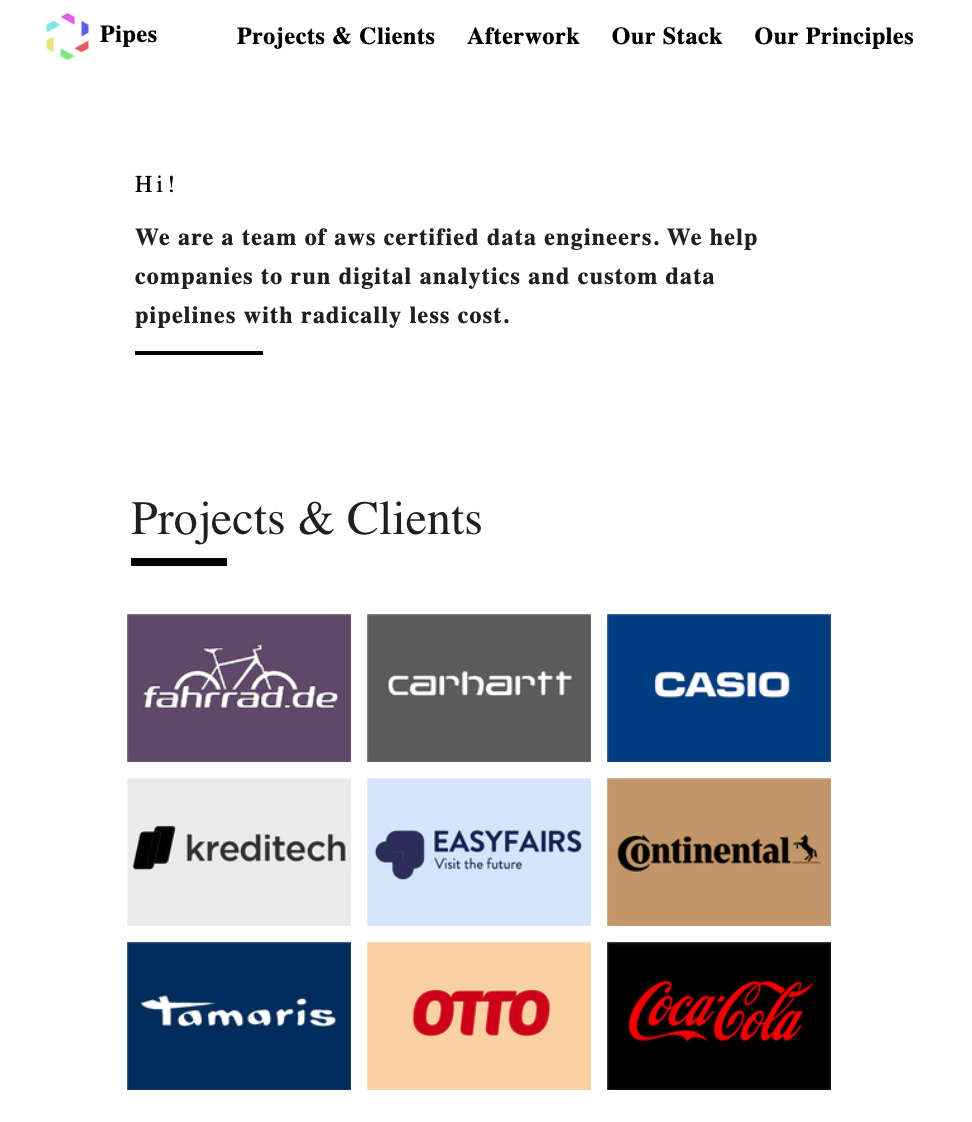 Pipes
Projects & Clients
Afterwork
Our Stack
Our Principles
Hi!
We are a team of aws certified data engineers. We help
companies to run digital analytics and custom data
pipelines with radically less cost.
Projects & Clients
fahrrad.de
carhartt
CASIO
kreditech
EASYFAIRS
Visit the future
Continental
Tamaris
OTTO
Coca-Cola